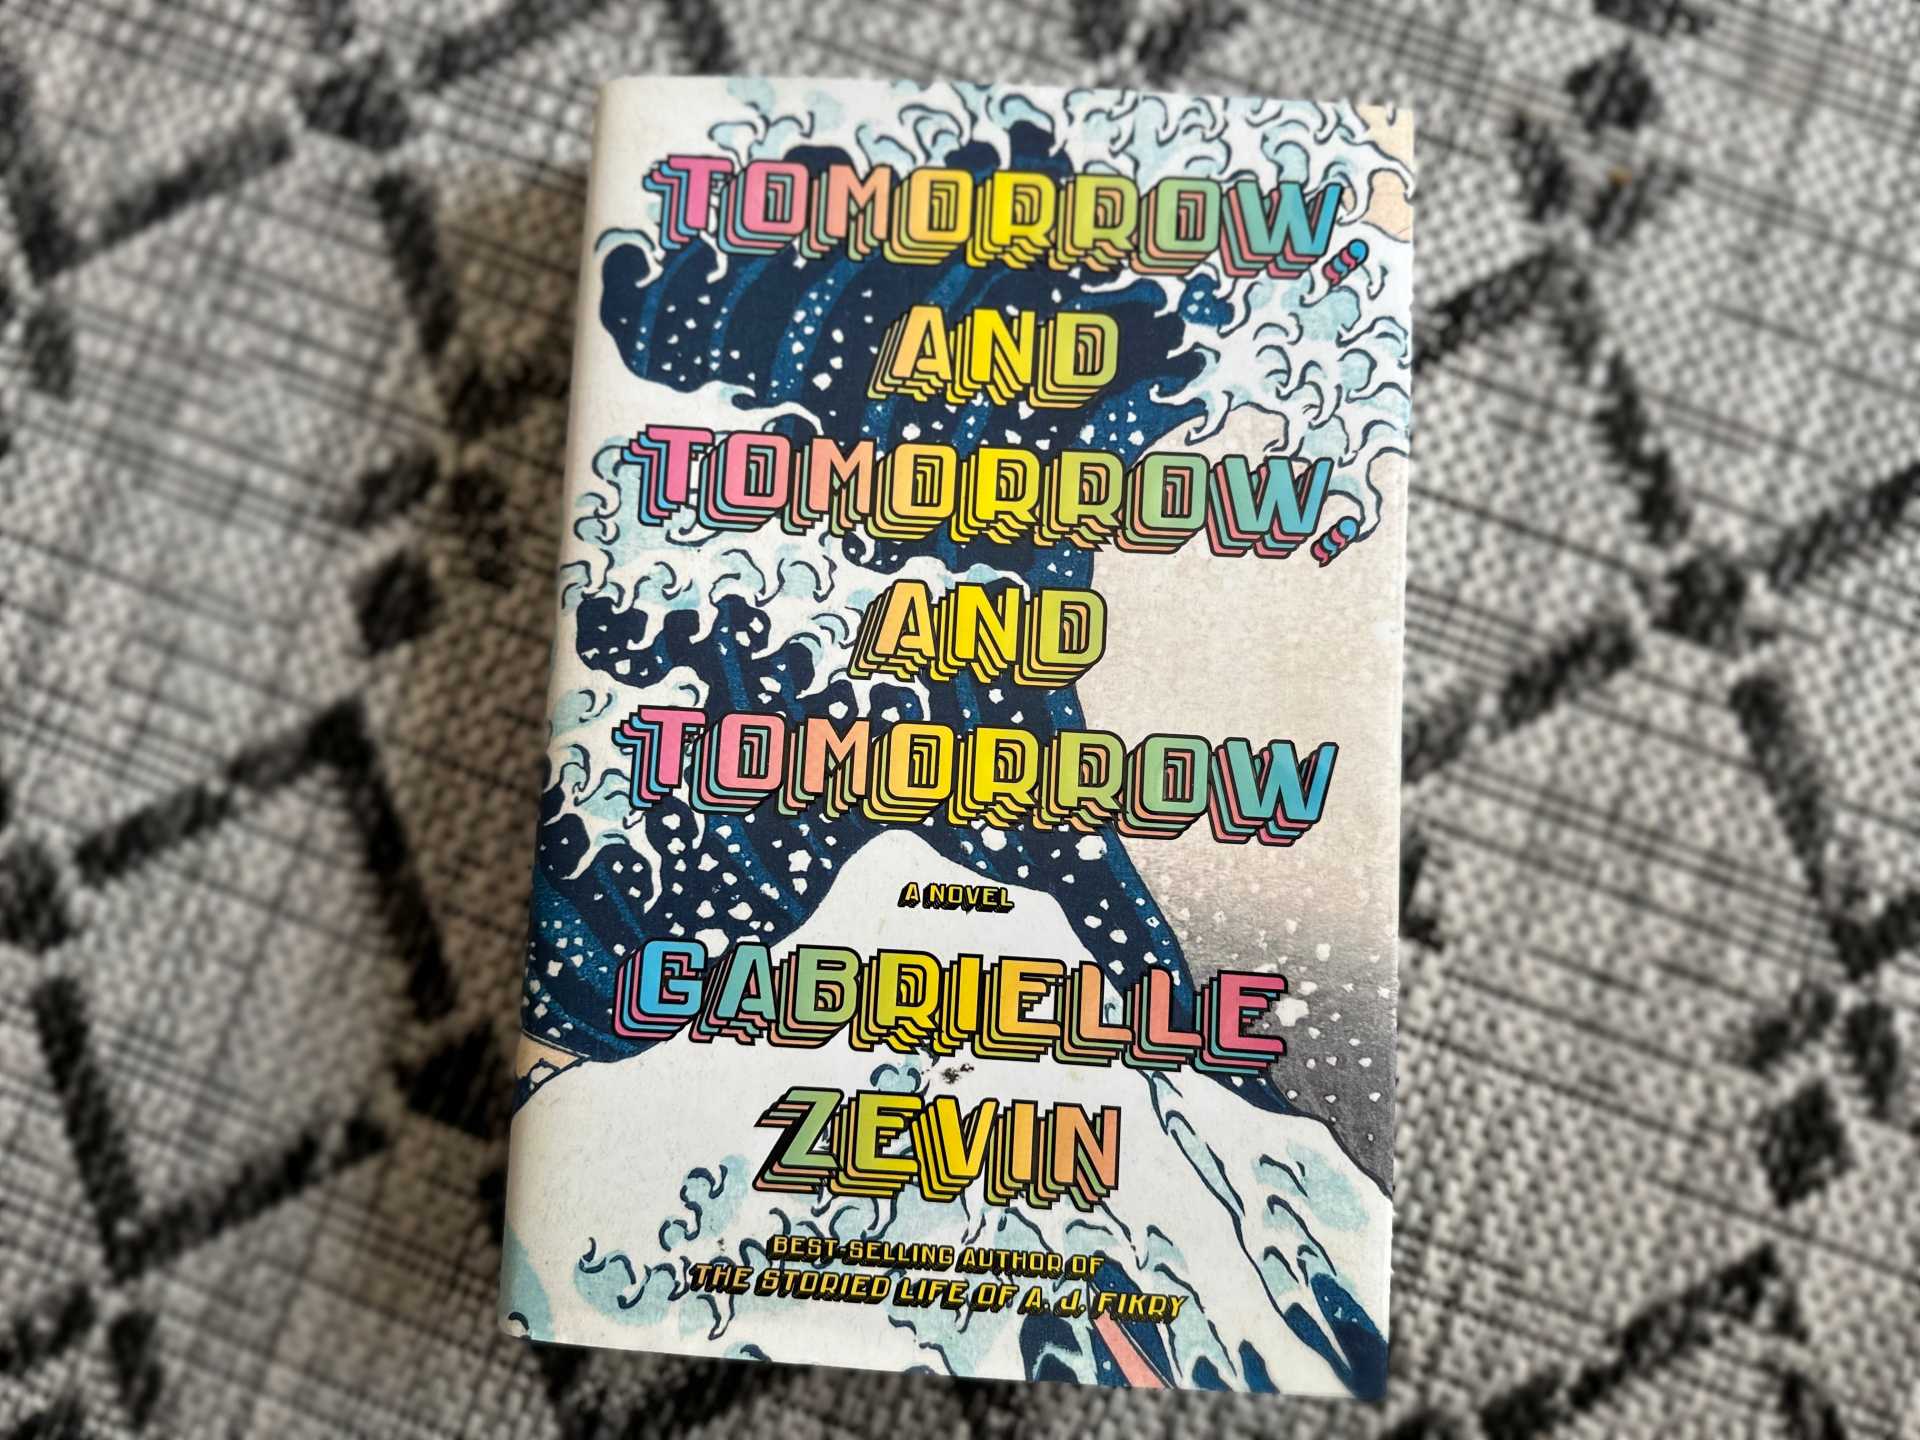 TOMORROW,
AND
TOMORROW,
AND
TOMORROW
A NOVEL
GABRIELLE
ZEVIN
BEST-SELLING AUTHOR OF
THE STORIED LIFE OF A. J. FIKRY